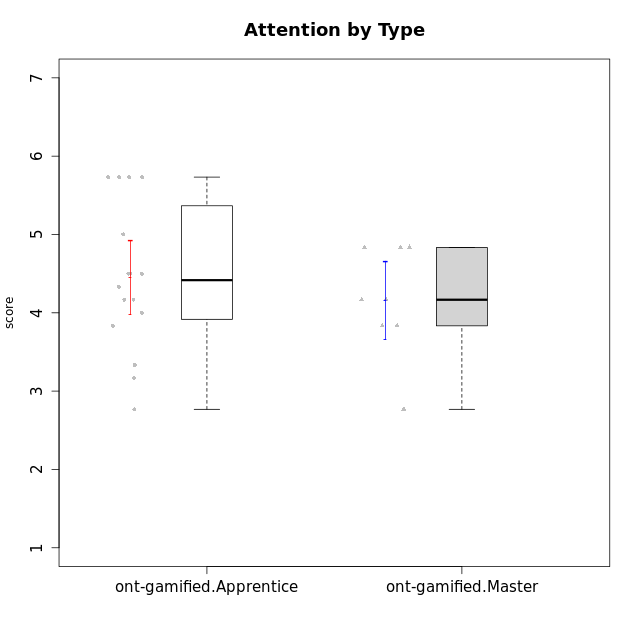 Attention by Type
7
6
5
4
3
2
1
score
ont-gamified.Apprentice
ont-gamified.Master